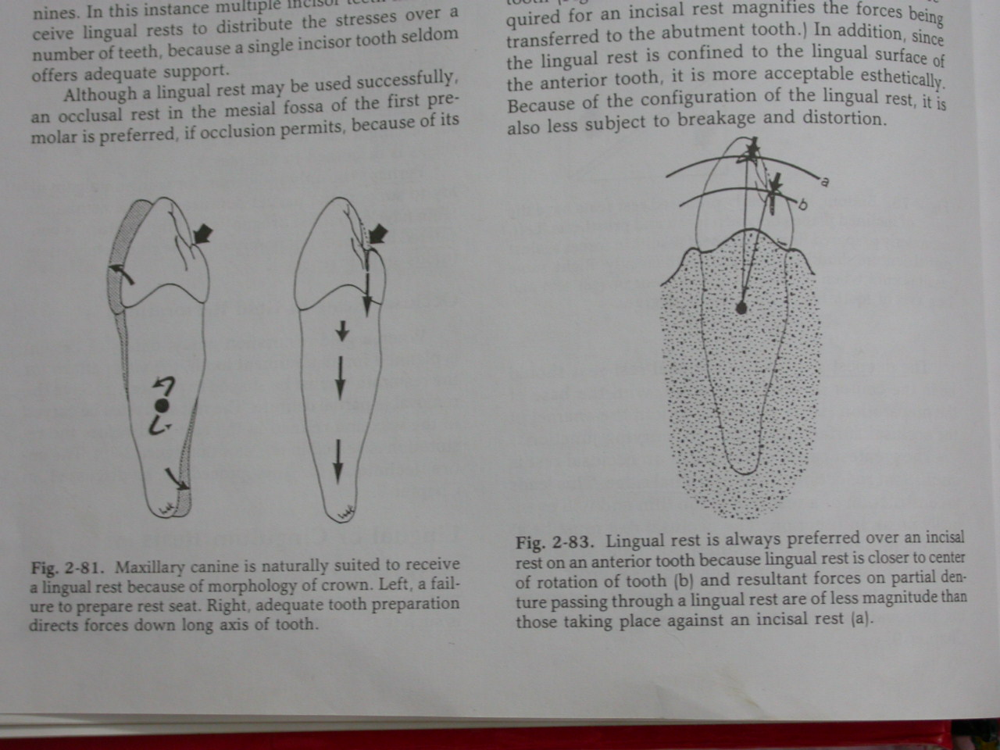 nines. In this instance multiple incisor teeth
ceive lingual rests to distribute the stresses over a
number of teeth, because a single incisor tooth seldom
offers adequate support.
Although a lingual rest may be used successfully,
an occlusal rest in the mesial fossa of the first pre-
molar is preferred, if occlusion permits, because of its
Fig. 2-81. Maxillary canine is naturally suited to receive
a lingual rest because of morphology of crown. Left, a fail-
ure to prepare rest seat. Right, adequate tooth preparation
directs forces down long axis of tooth.
quired for an incisal rest magnifies the forces being
transferred to the abutment tooth.) In addition, since
the lingual rest is confined to the lingual surface of
the anterior tooth, it is more acceptable esthetically.
Because of the configuration of the lingual rest, it is
also less subject to breakage and distortion.
a
b
Fig. 2-83. Lingual rest is always preferred over an incisal
rest on an anterior tooth because lingual rest is closer to center
of rotation of tooth (b) and resultant forces on partial den-
ture passing through a lingual rest are of less magnitude than
those taking place against an incisal rest (a).